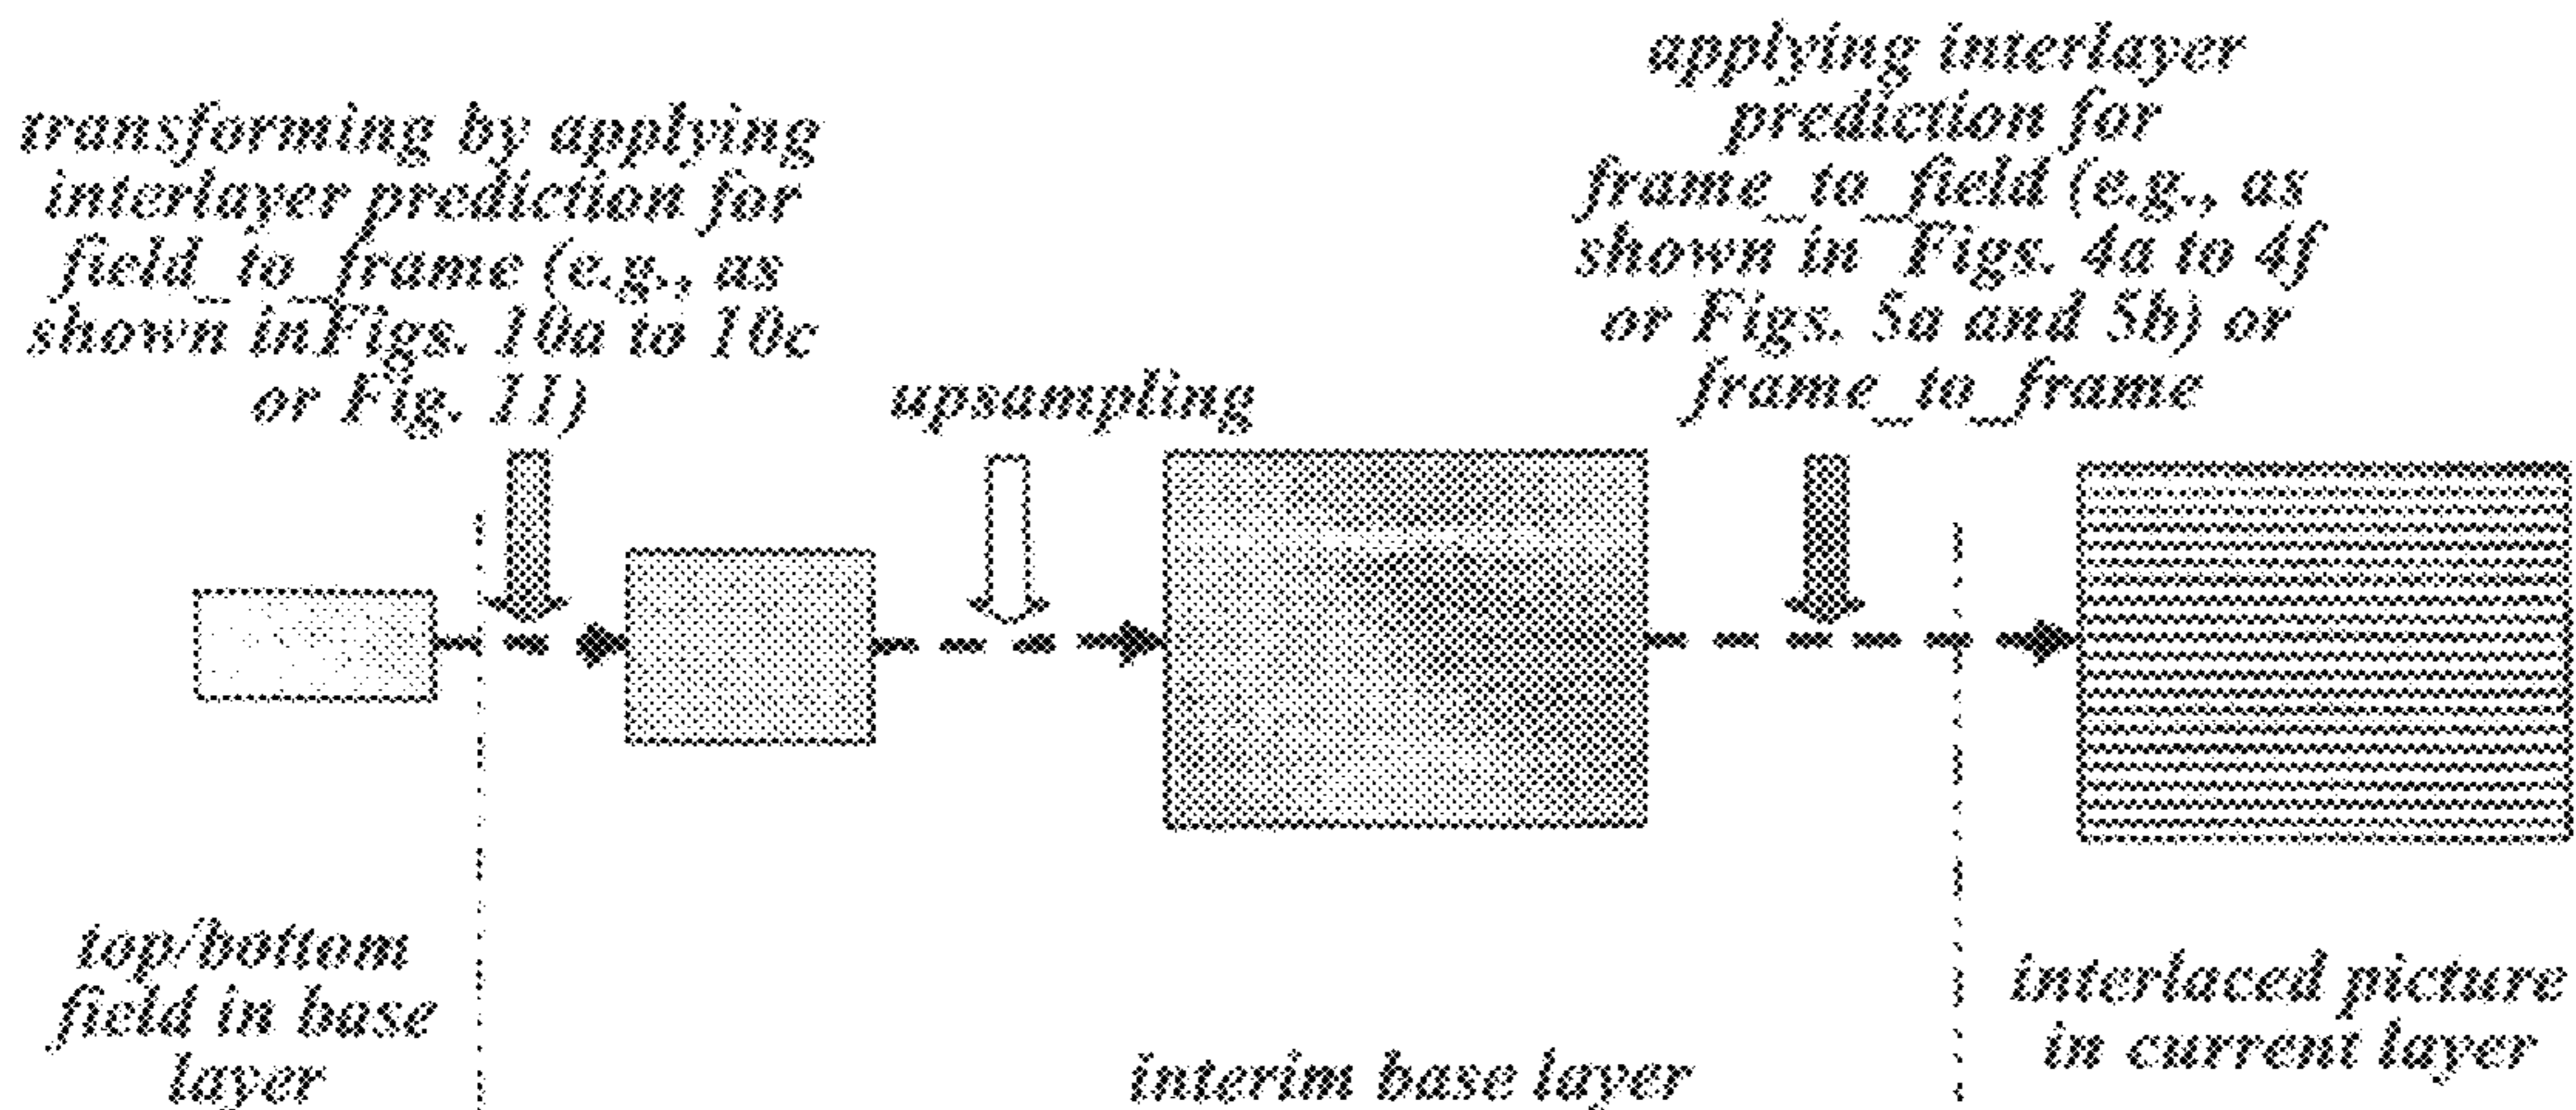 transforming by applying
interlayer prediction for
field_to_frame (e.g., as
shown inFigs. 10a to 10c
or Fig. 11)
upsampling
applying interlayer
prediction for
frame_to_field (e.g., as
shown in Figs. 4a to 4f
or Figs. 5a and 5b) or
frame_to_frame
top/bottom
field in base
layer
interim base layer
interlaced picture
in current layer